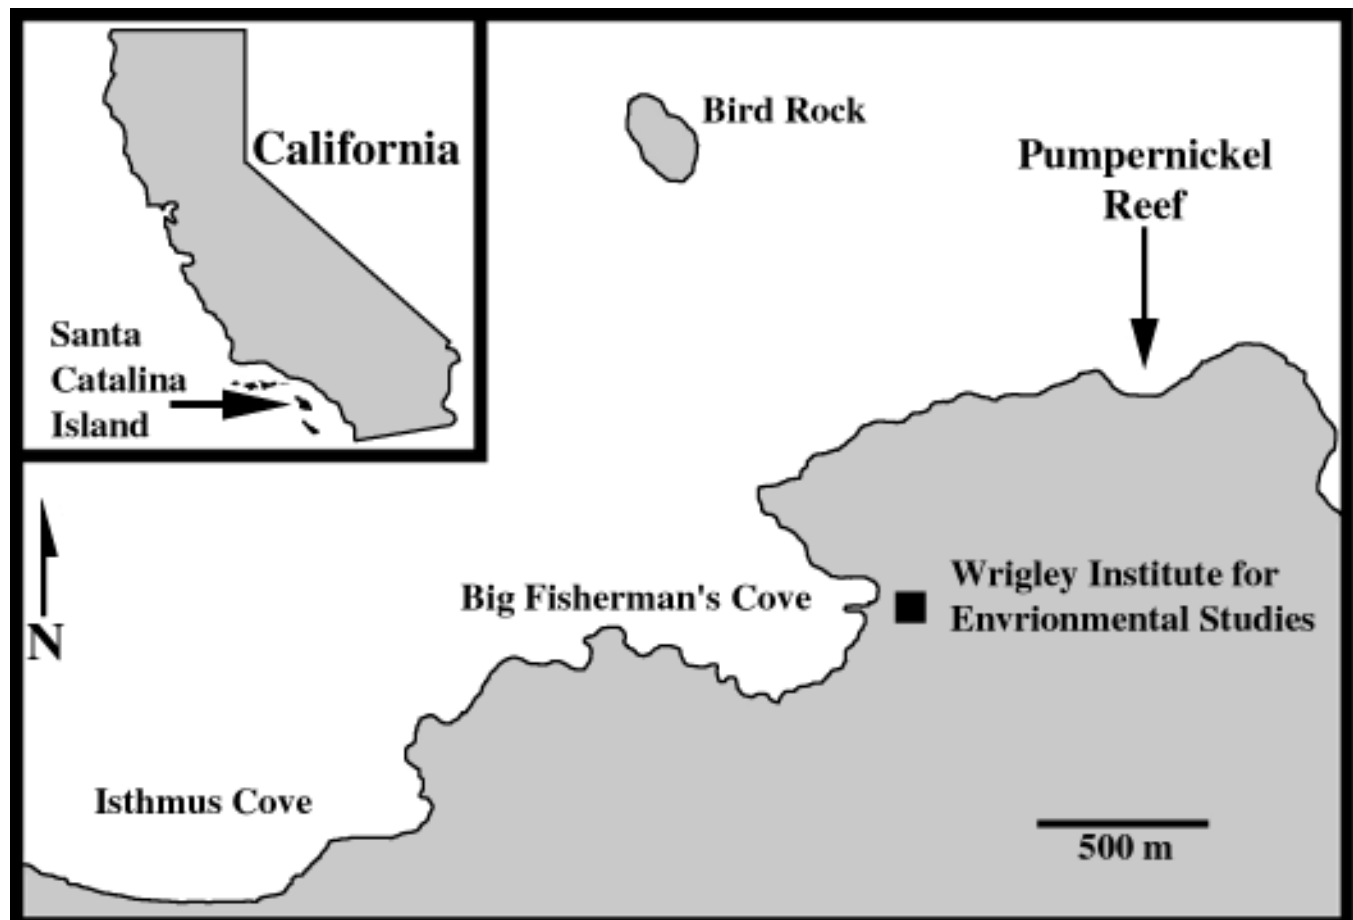 California
Santa
Catalina
Island
Bird Rock
Pumpernickel
Reef
N
Big Fisherman's Cove
Wrigley Institute for
Envrionmental Studies
Isthmus Cove
500 m